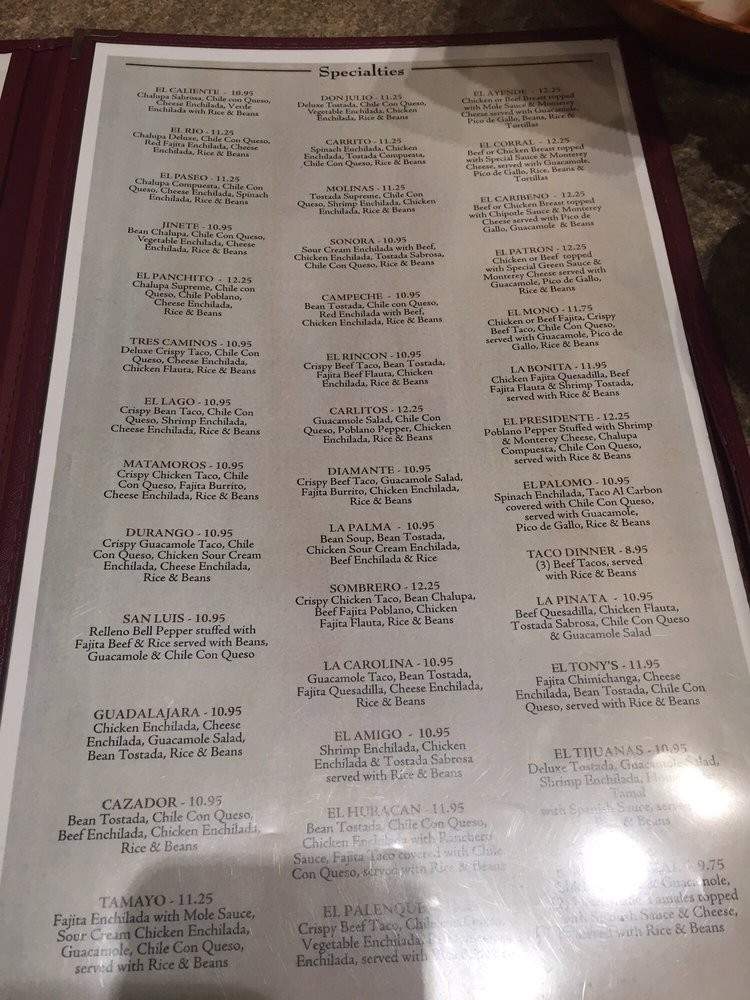 Specialties
EL CALIENTE - 10.95
Chalupa Sabrosa, Chile con Queso,
Cheese Enchilada, Verde
Enchilada with Rice & Beans
EL RIO - 11.25
Chalupa Deluxe, Chile Con Queso,
Red Fajita Enchilada, Cheese
Enchilada, Rice & Beans
EL PASEO - 11.25
Chalupa Compuesta, Chile Con
Queso, Cheese Enchilada, Spinach
Enchilada, Rice & Beans
JINETE - 10.95
Bean Chalupa, Chile Con Queso,
Vegetable Enchilada, Cheese
Enchilada, Rice & Beans
EL PANCHITO - 12.25
Chalupa Supreme, Chile con
Queso, Chile Poblano,
Cheese Enchilada,
Rice & Beans
TRES CAMINOS - 10.95
Deluxe Crispy Taco, Chile Con
Queso, Cheese Enchilada,
Chicken Flauta, Rice & Beans
EL LAGO - 10.95
Crispy Bean Taco, Chile Con
Queso, Shrimp Enchilada,
Cheese Enchilada, Rice & Beans
MATAMOROS - 10.95
Crispy Chicken Taco, Chile
Con Queso, Fajita Burrito,
Cheese Enchilada, Rice & Beans
DURANGO - 10.95
Crispy Guacamole Taco, Chile
Con Queso, Chicken Sour Cream
Enchilada, Cheese Enchilada,
Rice & Beans
SAN LUIS - 10.95
Relleno Bell Pepper stuffed with
Fajita Beef & Rice served with Beans,
Guacamole & Chile Con Queso
GUADALAJARA - 10.95
Chicken Enchilada, Cheese
Enchilada, Guacamole Salad,
Bean Tostada, Rice & Beans
CAZADOR - 10.95
Bean Tostada, Chile Con Queso,
Beef Enchilada, Chicken Enchilada,
Rice & Beans
TAMAYO - 11.25
Fajita Enchilada with Mole Sauce,
Sour Cream Chicken Enchilada,
Guacamole, Chile Con Queso,
served with Rice & Beans
DON JULIO - 11.25
Deluxe Tostada, Chile Con Queso,
Vegetable Enchilada, Chicken
Enchilada, Rice & Beans
CARRITO - 11.25
Spinach Enchilada, Chicken
Enchilada, Tostada Compuesta,
Chile Con Queso, Rice & Beans
MOLINAS - 11.25
Tostada Supreme, Chile Con
Queso, Shrimp Enchilada, Chicken
Enchilada, Rice & Beans
SONORA - 10.95
Sour Cream Enchilada with Beef,
Chicken Enchilada, Tostada Sabrosa,
Chile Con Queso, Rice & Beans
CAMPECHE - 10.95
Bean Tostada, Chile con Queso,
Red Enchilada with Beef,
Chicken Enchilada, Rice & Beans
EL RINCON - 10.95
Crispy Beef Taco, Bean Tostada,
Fajita Beef Flauta, Chicken
Enchilada, Rice & Beans
CARLITOS - 12.25
Guacamole Salad, Chile Con
Queso, Poblano Pepper, Chicken
Enchilada, Rice & Beans
DIAMANTE - 10.95
Crispy Beef Taco, Guacamole Salad,
Fajita Burrito, Chicken Enchilada,
Rice & Beans
LA PALMA - 10.95
Bean Soup, Bean Tostada,
Chicken Sour Cream Enchilada,
Beef Enchilada & Rice
SOMBRERO - 12.25
Crispy Chicken Taco, Bean Chalupa,
Beef Fajita Poblano, Chicken
Fajita Flauta, Rice & Beans
LA CAROLINA - 10.95
Guacamole Taco, Bean Tostada,
Fajita Quesadilla, Cheese Enchilada,
Rice & Beans
EL AMIGO - 10.95
Shrimp Enchilada, Chicken
Enchilada & Tostada Sabrosa
served with Rice & Beans
EL HURACAN - 11.95
Bean Tostada, Chile Con Queso,
Chicken Enchilada with Ranchero
Sauce, Fajita Taco covered with Chile
Con Queso, served with Rice & Beans
EL PALENQUE
Crispy Beef Taco,
Vegetable Enchilada,
Enchilada, served with
EL AYENDE - 12.25
Chicken or Beef Breast topped
with Mole Sauce & Monterey
Cheese served with Guacamole,
Pico de Gallo, Beans, Rice &
Tortillas
EL CORRAL - 12.25
Beef or Chicken Breast topped
with Special Sauce & Monterey
Cheese, served with Guacamole,
Pico de Gallo, Rice, Beans &
Tortillas
EL CARIBENO - 12.25
Beef or Chicken Breast topped
with Chipotle Sauce & Monterey
Cheese served with Pico de
Gallo, Guacamole & Beans
EL PATRON - 12.25
Chicken or Beef topped
with Special Green Sauce &
Monterey Cheese served with
Guacamole, Pico de Gallo,
Rice & Beans
EL MONO - 11.75
Chicken or Beef Fajita, Crispy
Beef Taco, Chile Con Queso,
served with Guacamole, Pico de
Gallo, Rice & Beans
LA BONITA - 11.95
Chicken Fajita Quesadilla, Beef
Fajita Flauta & Shrimp Tostada,
served with Rice & Beans
EL PRESIDENTE - 12.25
Poblano Pepper Stuffed with Shrimp
& Monterey Cheese, Chalupa
Compuesta, Chile Con Queso,
served with Rice & Beans
EL PALOMO - 10.95
Spinach Enchilada, Taco Al Carbon
covered with Chile Con Queso,
served with Guacamole,
Pico de Gallo, Rice & Beans
TACO DINNER - 8.95
(3) Beef Tacos, served
with Rice & Beans
LA PINATA - 10.95
Beef Quesadilla, Chicken Flauta,
Tostada Sabrosa, Chile Con Queso
& Guacamole Salad
EL TONY'S - 11.95
Fajita Chimichanga, Cheese
Enchilada, Bean Tostada, Chile Con
Queso, served with Rice & Beans
EL TIJUANAS - 10.95
Deluxe Tostada, Guacamole Salad,
Shrimp Enchilada,
Tamal
with Spanish Sauce,
& Beans
9.75
& Guacamole,
Tamales topped
Sauce & Cheese,
with Rice & Beans